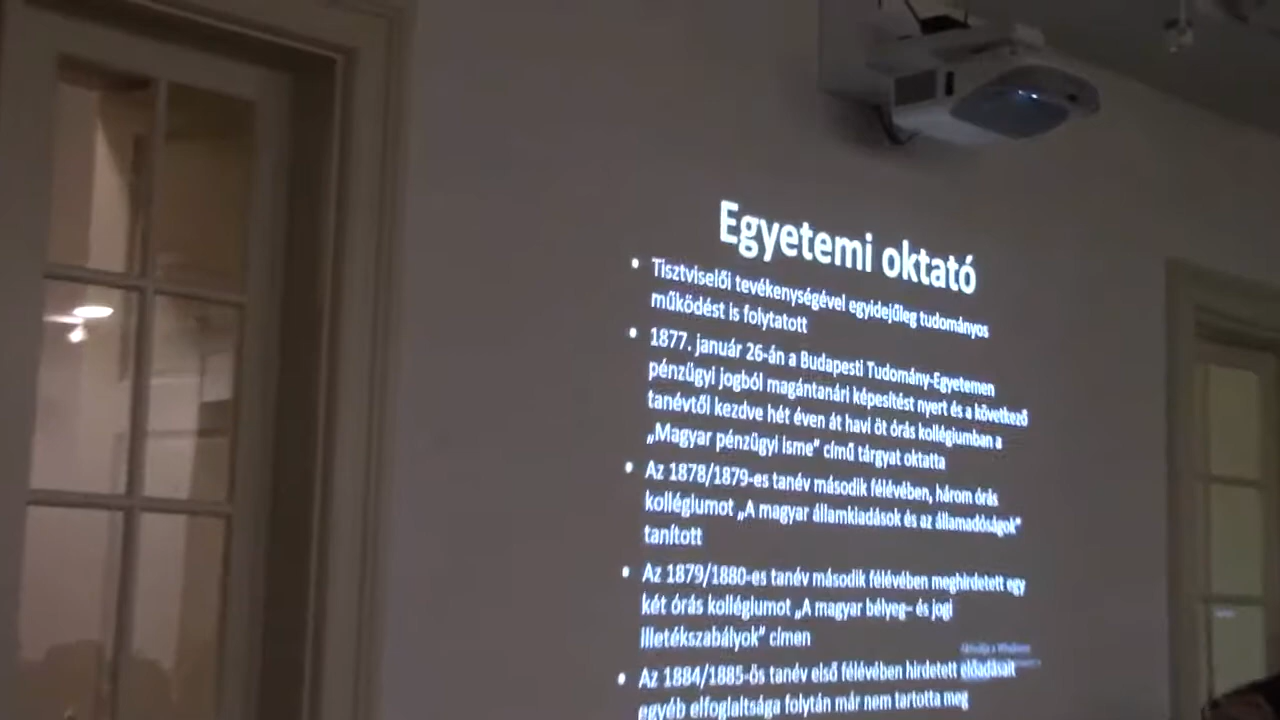 Egyetemi oktató
• Tisztviselői tevékenységével egyidejűleg tudományos
működést is folytatott
• 1877. január 26-án a Budapesti Tudomány-Egyetemen
pénzügyi jogból magántanári képesítést nyert és a következő
tanévtől kezdve hét éven át havi öt órás kollégiumban a
„Magyar pénzügyi isme” című tárgyat oktatta
• Az 1878/1879-es tanév második félévében, három órás
kollégiumot „A magyar államkiadások és az államadóságok”
tanított
• Az 1879/1880-es tanév második félévében meghirdetett egy
két órás kollégiumot „A magyar bélyeg– és jogi
illetékszabályok” címen
• Az 1884/1885-ös tanév első félévében hirdetett előadásait
egyéb elfoglaltsága folytán már nem tartotta meg
Aktiválja a Windows